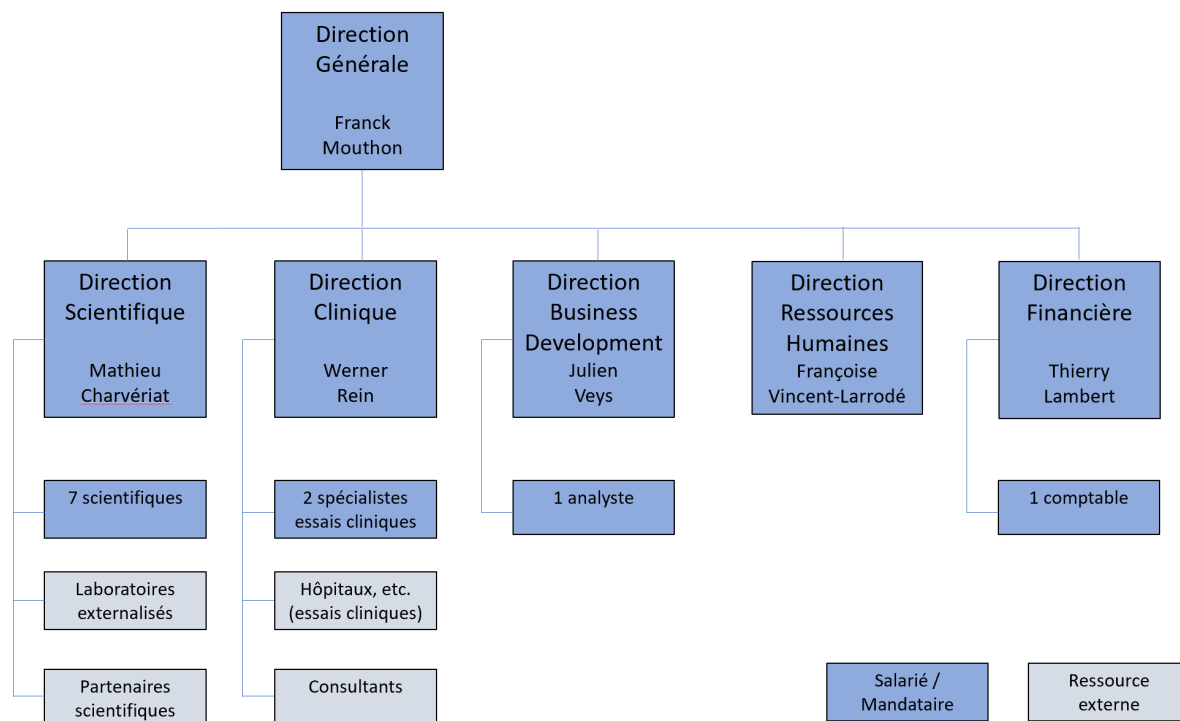 Direction
Générale
Franck
Mouthon
Direction
Scientifique
Mathieu
Charvériat
Direction
Clinique
Werner
Rein
Direction
Business
Development
Julien
Veys
Direction
Ressources
Humaines
Françoise
Vincent-Larrodé
Direction
Financière
Thierry
Lambert
7 scientifiques
2 spécialistes
essais cliniques
1 analyste
1 comptable
Laboratoires
externalisés
Hôpitaux, etc.
(essais cliniques)
Partenaires
scientifiques
Consultants
Salarié /
Mandataire
Ressource
externe